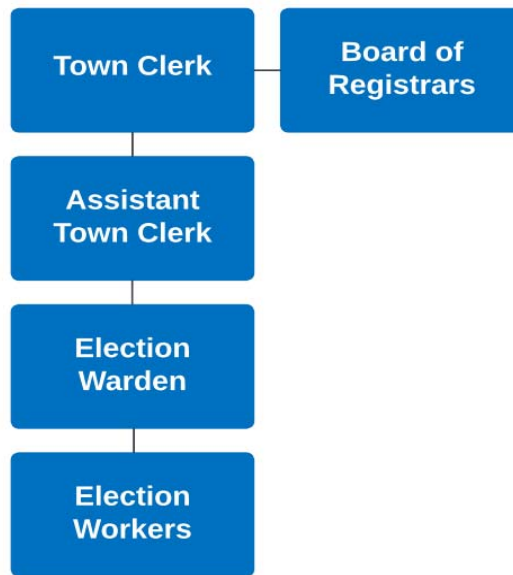 Town Clerk
Board of
Registrars
Assistant
Town Clerk
Election
Warden
Election
Workers